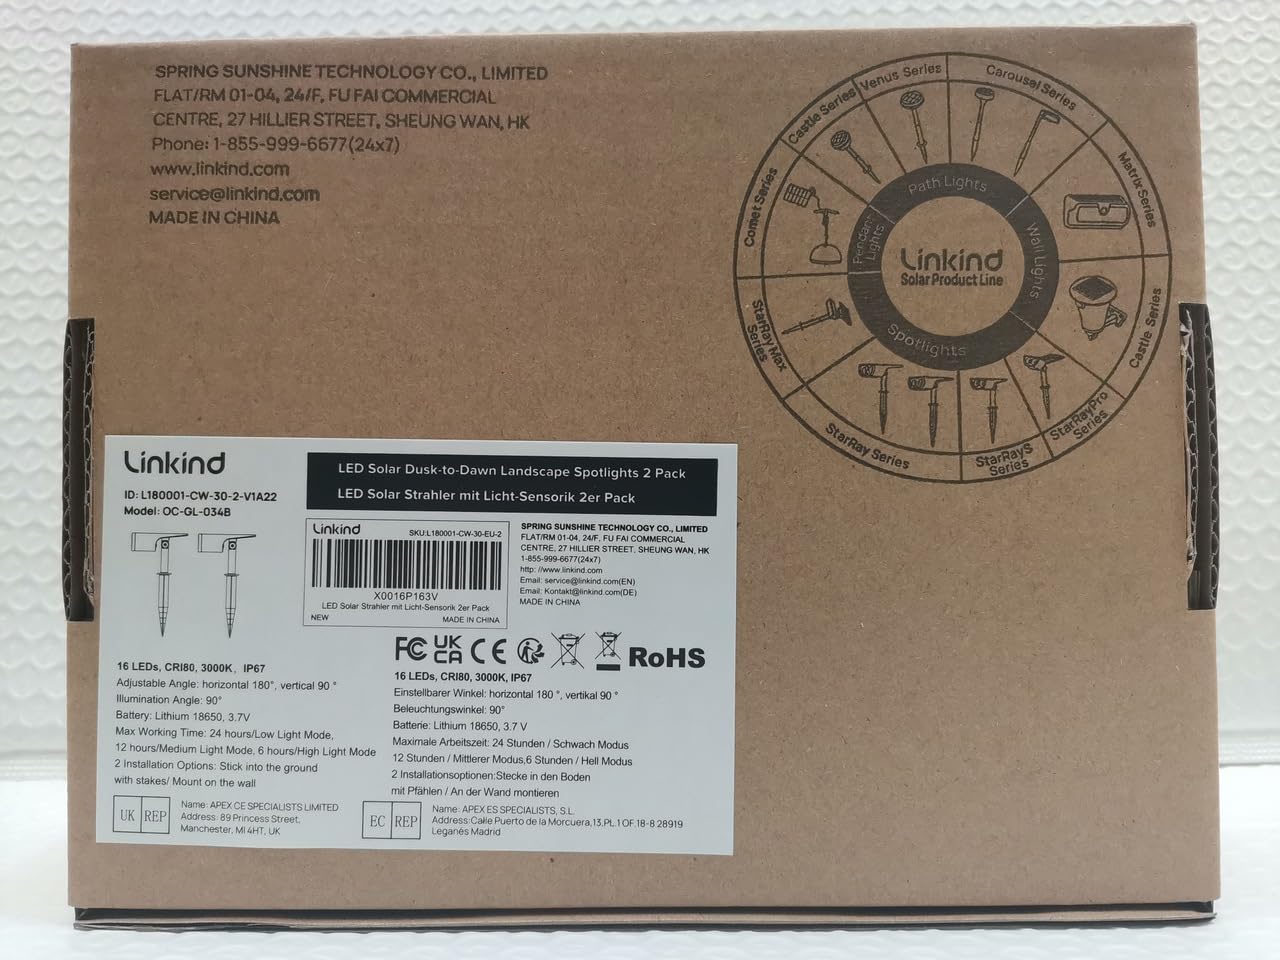 SPRING SUNSHINE TECHNOLOGY CO., LIMITED
FLAT/RM 01-04, 24/F, FU FAI COMMERCIAL
CENTRE, 27 HILLIER STREET, SHEUNG WAN, HK
Phone: 1-855-999-6677(24x7)
www.linkind.com
service@linkind.com
MADE IN CHINA
Comet Series
Castle Series
Venus Series
Carousel Series
Matrix Series
Castle Series
StarRayPro
Series
StarRayS
Series
StarRay Series
StarRay Max
Series
Path Lights
Wall Lights
Spotlights
Pendant
Lights
Linkind
Solar Product Line
Linkind
ID: L180001-CW-30-2-V1A22
Model: OC-GL-034B
LED Solar Dusk-to-Dawn Landscape Spotlights 2 Pack
LED Solar Strahler mit Licht-Sensorik 2er Pack
Linkind
SKU:L180001-CW-30-EU-2
X0016P163V
LED Solar Strahler mit Licht-Sensorik 2er Pack
NEW
MADE IN CHINA
SPRING SUNSHINE TECHNOLOGY CO., LIMITED
FLAT/RM 01-04, 24/F, FU FAI COMMERCIAL
CENTRE, 27 HILLIER STREET, SHEUNG WAN, HK
1-855-999-6677(24x7)
http: //www.linkind.com
Email: service@linkind.com(EN)
Email: Kontakt@linkind.com(DE)
MADE IN CHINA
FC UK CA CE RoHS
16 LEDs, CRI80, 3000K, IP67
Adjustable Angle: horizontal 180°, vertical 90 °
Illumination Angle: 90°
Battery: Lithium 18650, 3.7V
Max Working Time: 24 hours/Low Light Mode,
12 hours/Medium Light Mode, 6 hours/High Light Mode
2 Installation Options: Stick into the ground
with stakes/ Mount on the wall
16 LEDs, CRI80, 3000K, IP67
Einstellbarer Winkel: horizontal 180 °, vertikal 90 °
Beleuchtungswinkel: 90°
Batterie: Lithium 18650, 3.7 V
Maximale Arbeitszeit: 24 Stunden / Schwach Modus
12 Stunden / Mittlerer Modus,6 Stunden / Hell Modus
2 Installationsoptionen:Stecke in den Boden
mit Pfählen / An der Wand montieren
UK REP
Name: APEX CE SPECIALISTS LIMITED
Address: 89 Princess Street,
Manchester, M1 4HT, UK
EC REP
Name: APEX ES SPECIALISTS, S.L
Address:Calle Puerto de la Morcuera,13.PL.1 OF,18-8 28919
Leganés Madrid